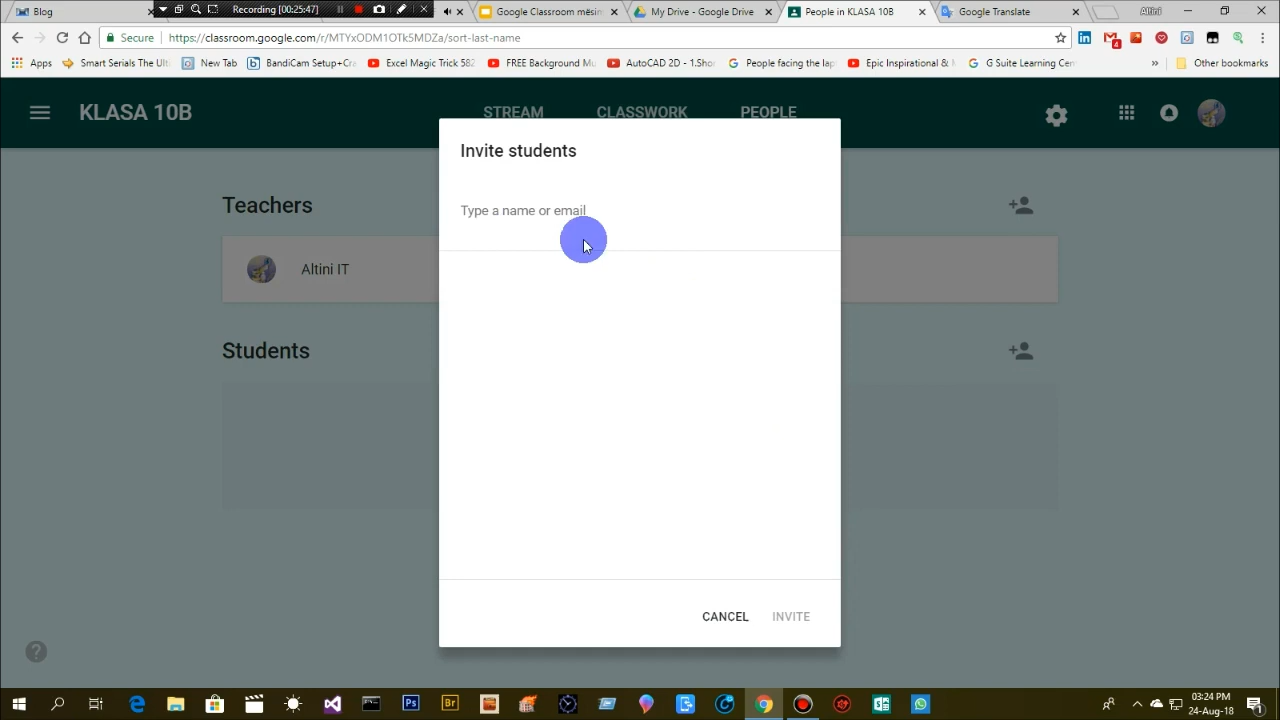 Blog
Recording [00:25:47]
Google Classroom mësim
My Drive - Google Drive
People in KLASA 10B
Google Translate
Altini
Secure
https://classroom.google.com/r/MTYxODM1OTk5MDZa/sort-last-name
4
Apps
Smart Serials The Ult
New Tab
BandiCam Setup+Cra
Excel Magic Trick 582
FREE Background Mu
AutoCAD 2D - 1.Shor
People facing the lap
Epic Inspirational &
G Suite Learning Cen
»
Other bookmarks
KLASA 10B
STREAM
CLASSWORK
PEOPLE
Invite students
Type a name or email
Teachers
Altini IT
Students
CANCEL
INVITE
?
Ps
Br
03:24 PM
24-Aug-18
1